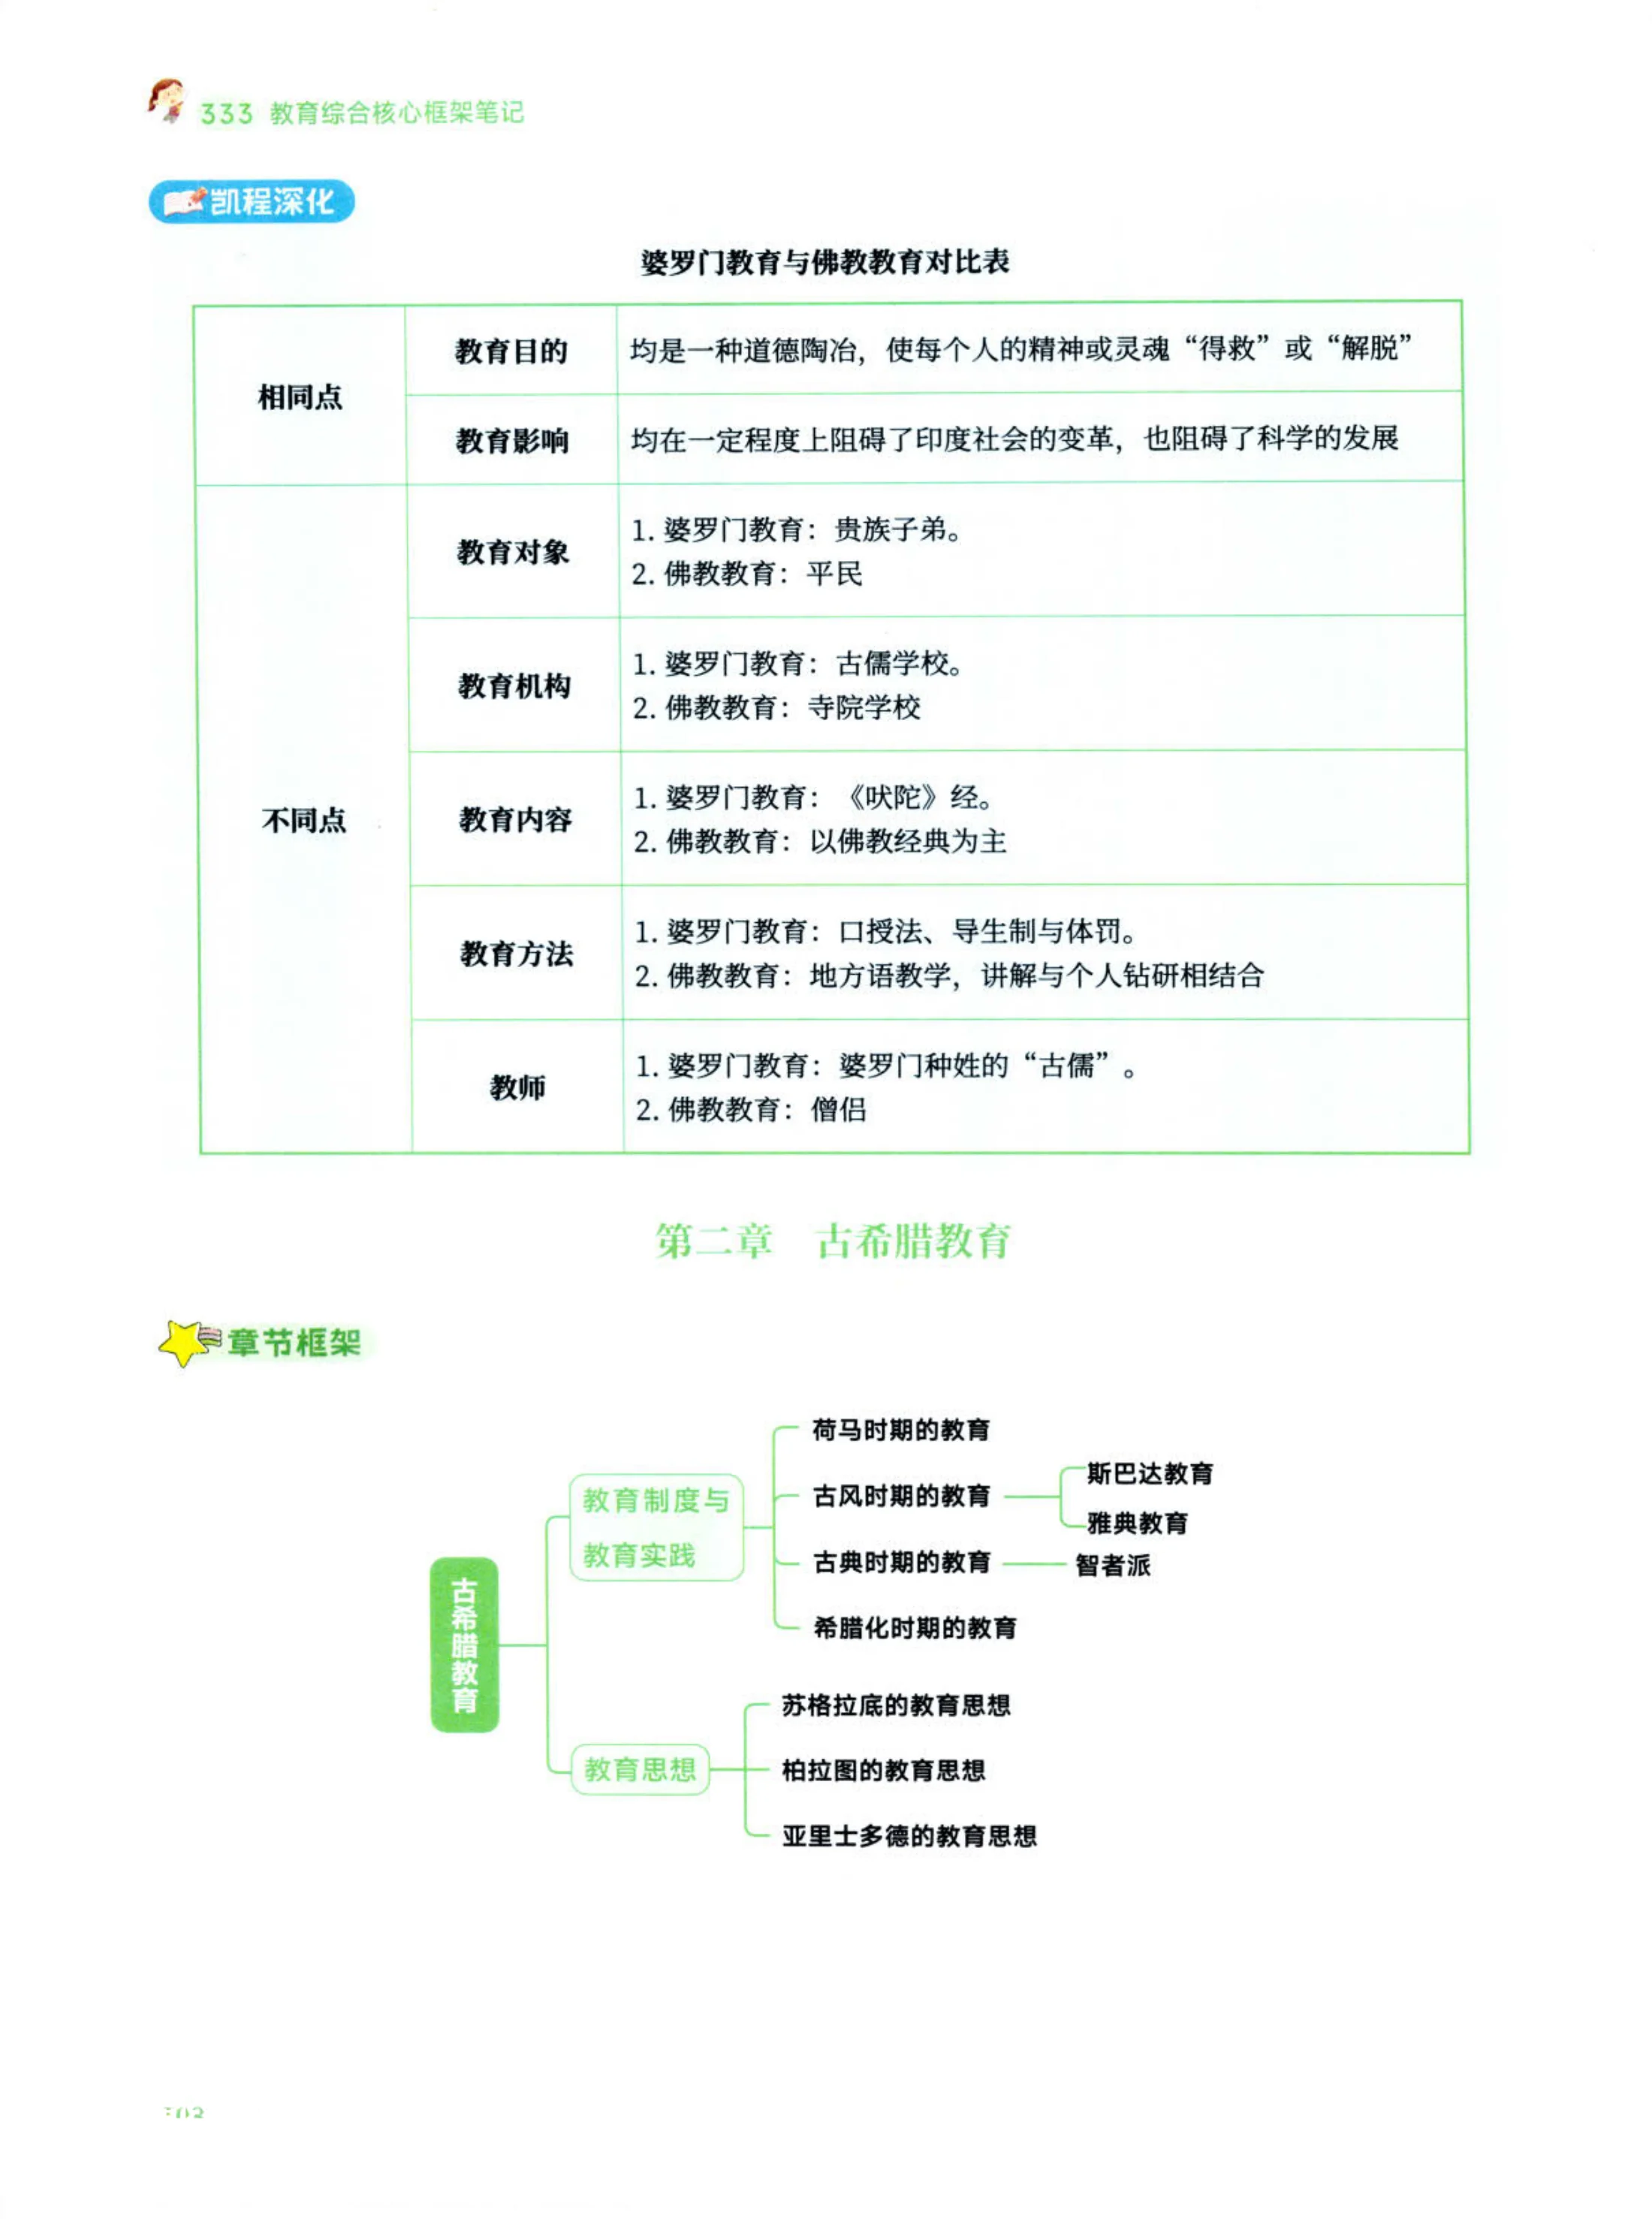 333 教育综合核心框架笔记
凯程深化
婆罗门教育与佛教教育对比表
相同点
教育目的
均是一种道德陶冶，使每个人的精神或灵魂“得救”或“解脱”
教育影响
均在一定程度上阻碍了印度社会的变革，也阻碍了科学的发展
不同点
教育对象
1. 婆罗门教育：贵族子弟。
2. 佛教教育：平民
教育机构
1. 婆罗门教育：古儒学校。
2. 佛教教育：寺院学校
教育内容
1. 婆罗门教育：《吠陀》经。
2. 佛教教育：以佛教经典为主
教育方法
1. 婆罗门教育：口授法、导生制与体罚。
2. 佛教教育：地方语教学，讲解与个人钻研相结合
教师
1. 婆罗门教育：婆罗门种姓的“古儒”。
2. 佛教教育：僧侣
第二章 古希腊教育
章节框架
古希腊教育
教育制度与
教育实践
荷马时期的教育
古风时期的教育
斯巴达教育
雅典教育
古典时期的教育
智者派
希腊化时期的教育
教育思想
苏格拉底的教育思想
柏拉图的教育思想
亚里士多德的教育思想